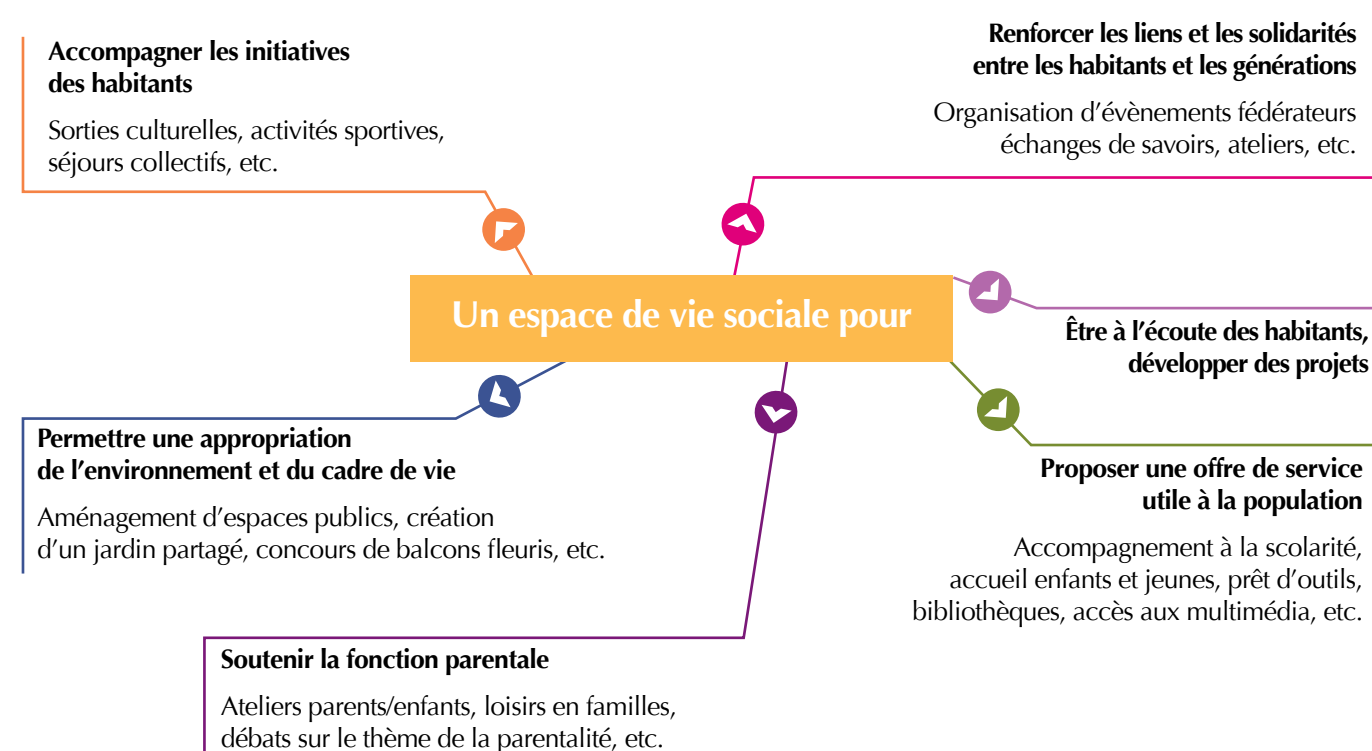 Accompagner les initiatives
des habitants
Sorties culturelles, activités sportives,
séjours collectifs, etc.
Renforcer les liens et les solidarités
entre les habitants et les générations
Organisation d’évènements fédérateurs
échanges de savoirs, ateliers, etc.
Un espace de vie sociale pour
Être à l’écoute des habitants,
développer des projets
Permettre une appropriation
de l’environnement et du cadre de vie
Aménagement d’espaces publics, création
d’un jardin partagé, concours de balcons fleuris, etc.
Proposer une offre de service
utile à la population
Accompagnement à la scolarité,
accueil enfants et jeunes, prêt d’outils,
bibliothèques, accès aux multimédia, etc.
Soutenir la fonction parentale
Ateliers parents/enfants, loisirs en familles,
débats sur le thème de la parentalité, etc.